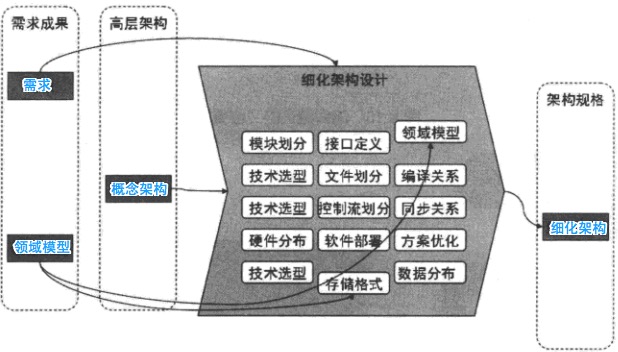 需求成果
高层架构
需求
细化架构设计
架构规格
模块划分
接口定义
领域模型
技术选型
文件划分
编译关系
概念架构
技术选型
控制流划分
同步关系
细化架构
领域模型
硬件分布
软件部署
方案优化
技术选型
存储格式
数据分布